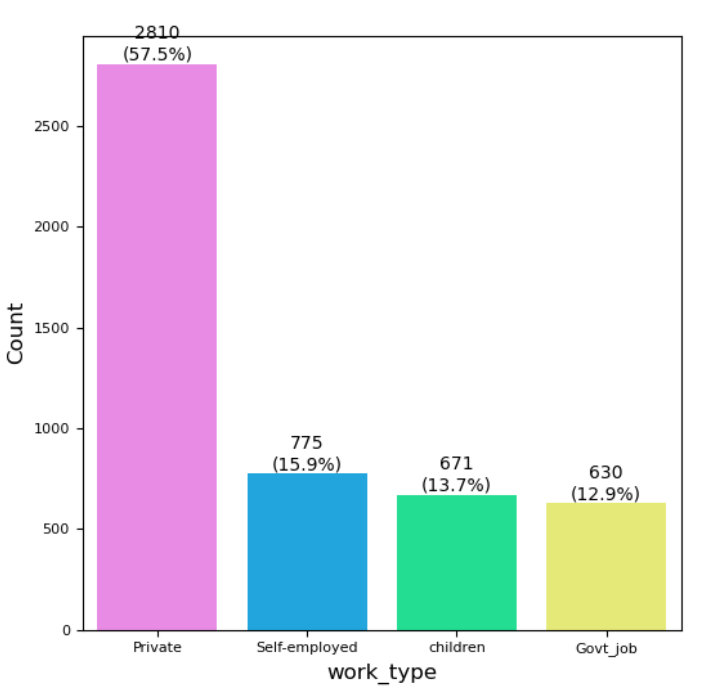 2810
(57.5%)
2500
2000
1500
1000
500
0
Count
775
(15.9%)
671
(13.7%)
630
(12.9%)
Private
Self-employed
children
Govt_job
work_type